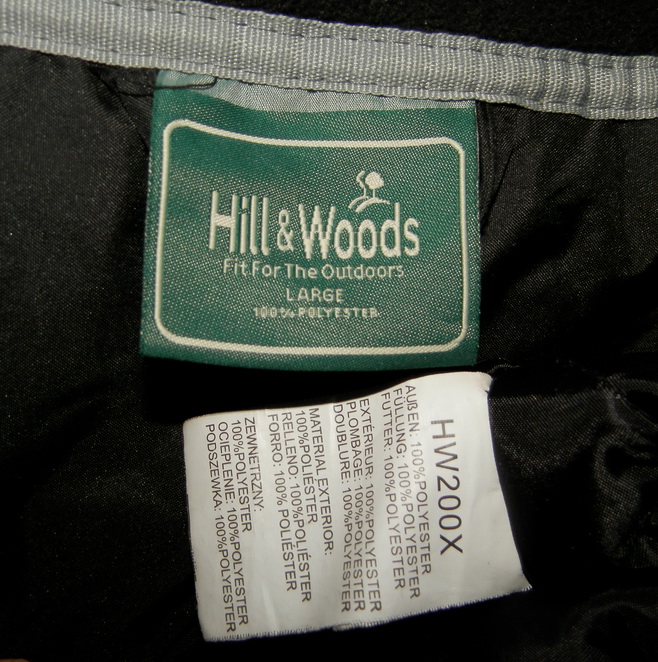 Hill & Woods
Fit For The Outdoors
LARGE
100% POLYESTER
HW200X
AUßEN: 100%POLYESTER
FÜLLUNG: 100%POLYESTER
FUTTER: 100%POLYESTER
EXTÉRIEUR: 100%POLYESTER
PLOMBAGE: 100%POLYESTER
DOUBLURE: 100%POLYESTER
MATERIAL EXTERIOR:
100%POLIÉSTER
RELLENO: 100%POLIÉSTER
FORRO: 100% POLIÉSTER
ZEWNETRZNY:
100%POLYESTER
OCIEPLENIE: 100%POLYESTER
PODSZEWKA: 100%POLYESTER